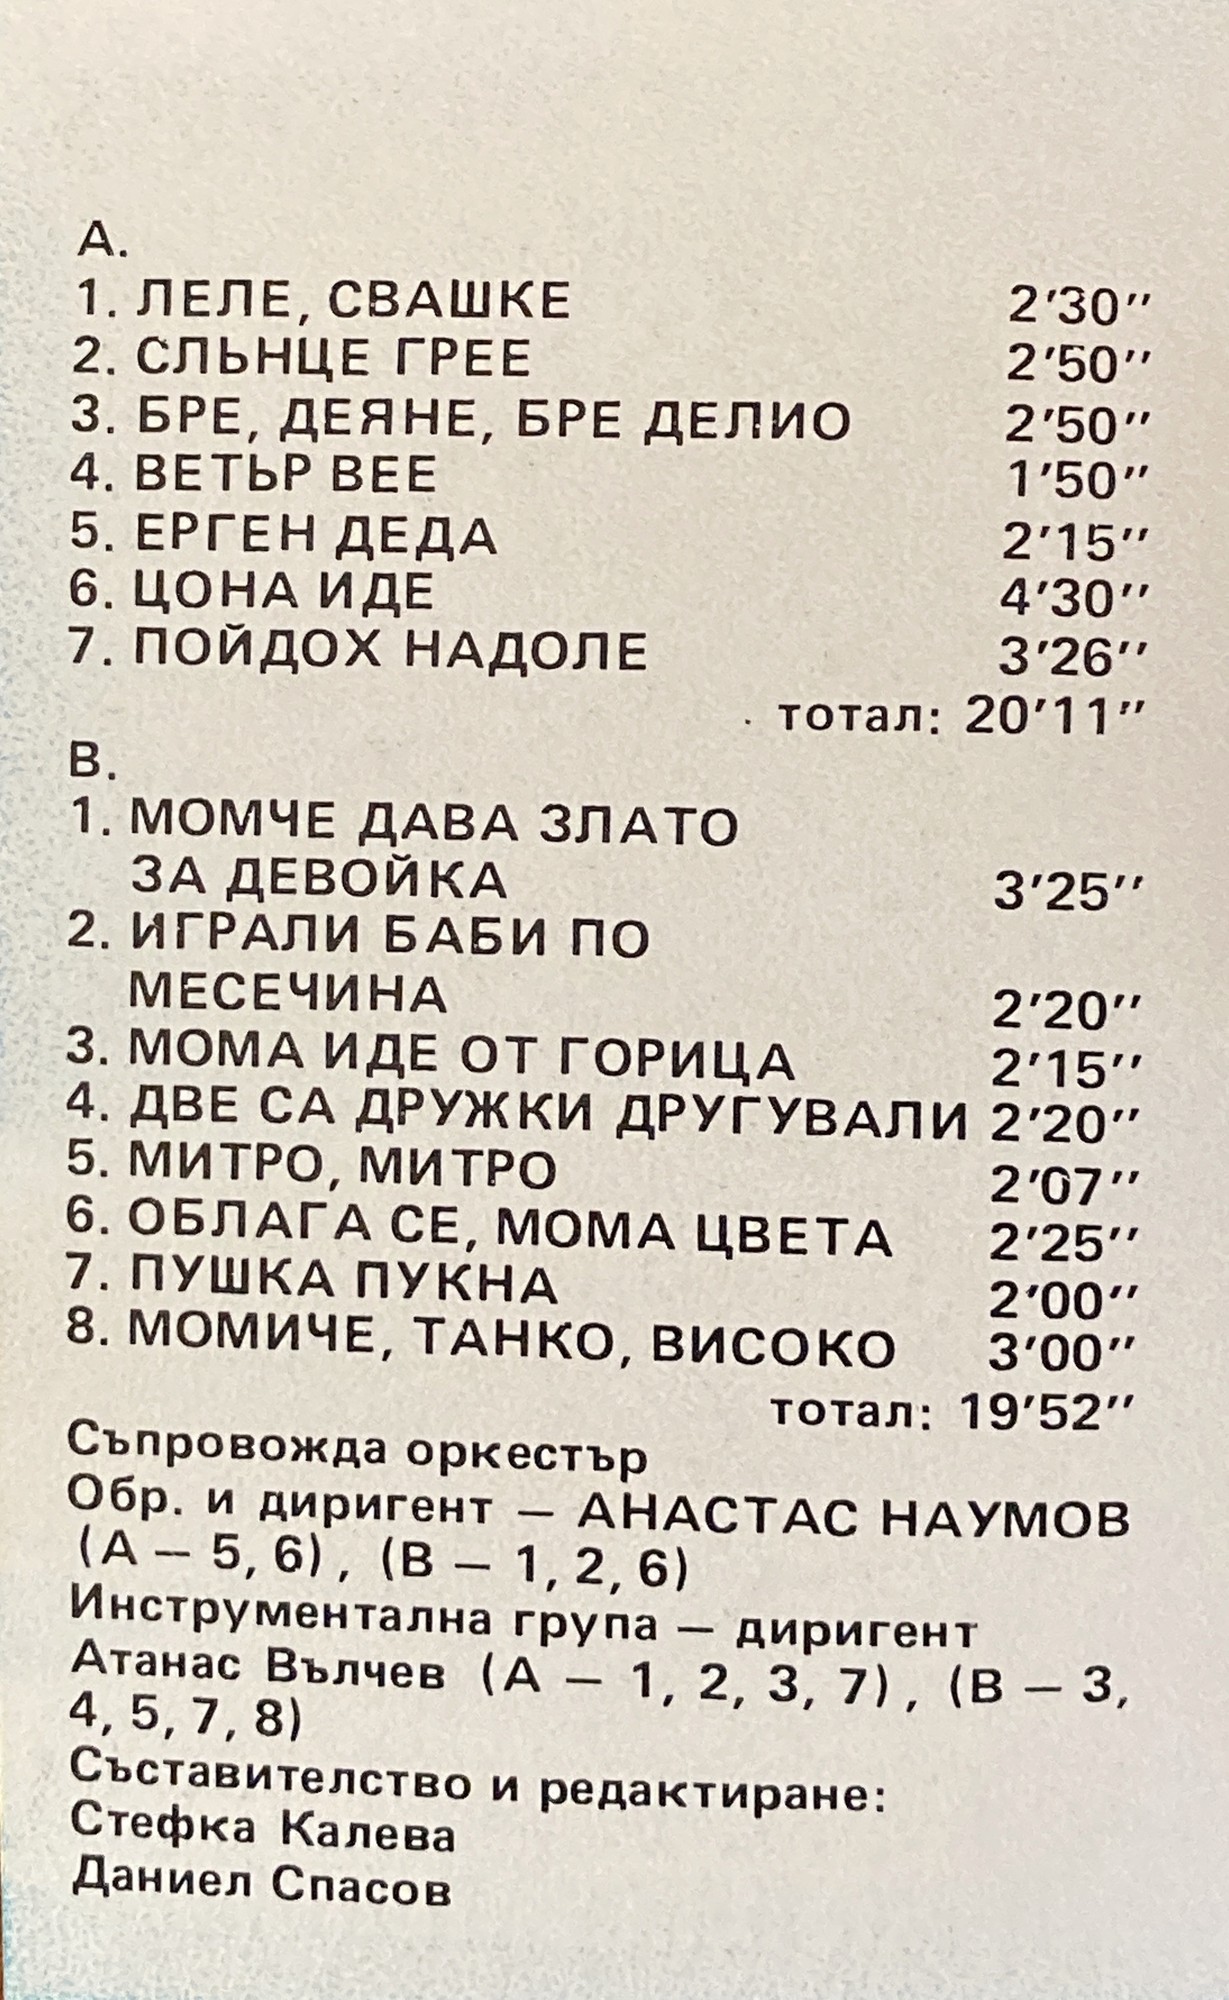 А.
1. ЛЕЛЕ, СВАШКЕ 2'30''
2. СЛЬНЦЕ ГРЕЕ 2'50''
3. БРЕ, ДЕЯНЕ, БРЕ ДЕЛИО 2'50''
4. ВЕТЬР ВЕЕ 1'50''
5. ЕРГЕН ДЕДА 2'15''
6. ЦОНА ИДЕ 4'30''
7. ПОЙДОХ НАДОЛЕ 3'26''
тотал: 20'11''
В.
1. МОМЧЕ ДАВА ЗЛАТО
ЗА ДЕВОЙКА 3'25''
2. ИГРАЛИ БАБИ ПО
МЕСЕЧИНА 2'20''
3. МОМА ИДЕ ОТ ГОРИЦА 2'15''
4. ДВЕ СА ДРУЖКИ ДРУГУВАЛИ 2'20''
5. МИТРО, МИТРО 2'07''
6. ОБЛАГА СЕ, МОМА ЦВЕТА 2'25''
7. ПУШКА ПУКНА 2'00''
8. МОМИЧЕ, ТАНКО, ВИСОКО 3'00''
тотал: 19'52''
Съпровожда оркестър
Обр. и диригент — АНАСТАС НАУМОВ
(А — 5, 6), (В — 1, 2, 6)
Инструментална група — диригент
Атанас Вълчев (А — 1, 2, 3, 7), (В — 3,
4, 5, 7, 8)
Съставителство и редактиране:
Стефка Калева
Даниел Спасов